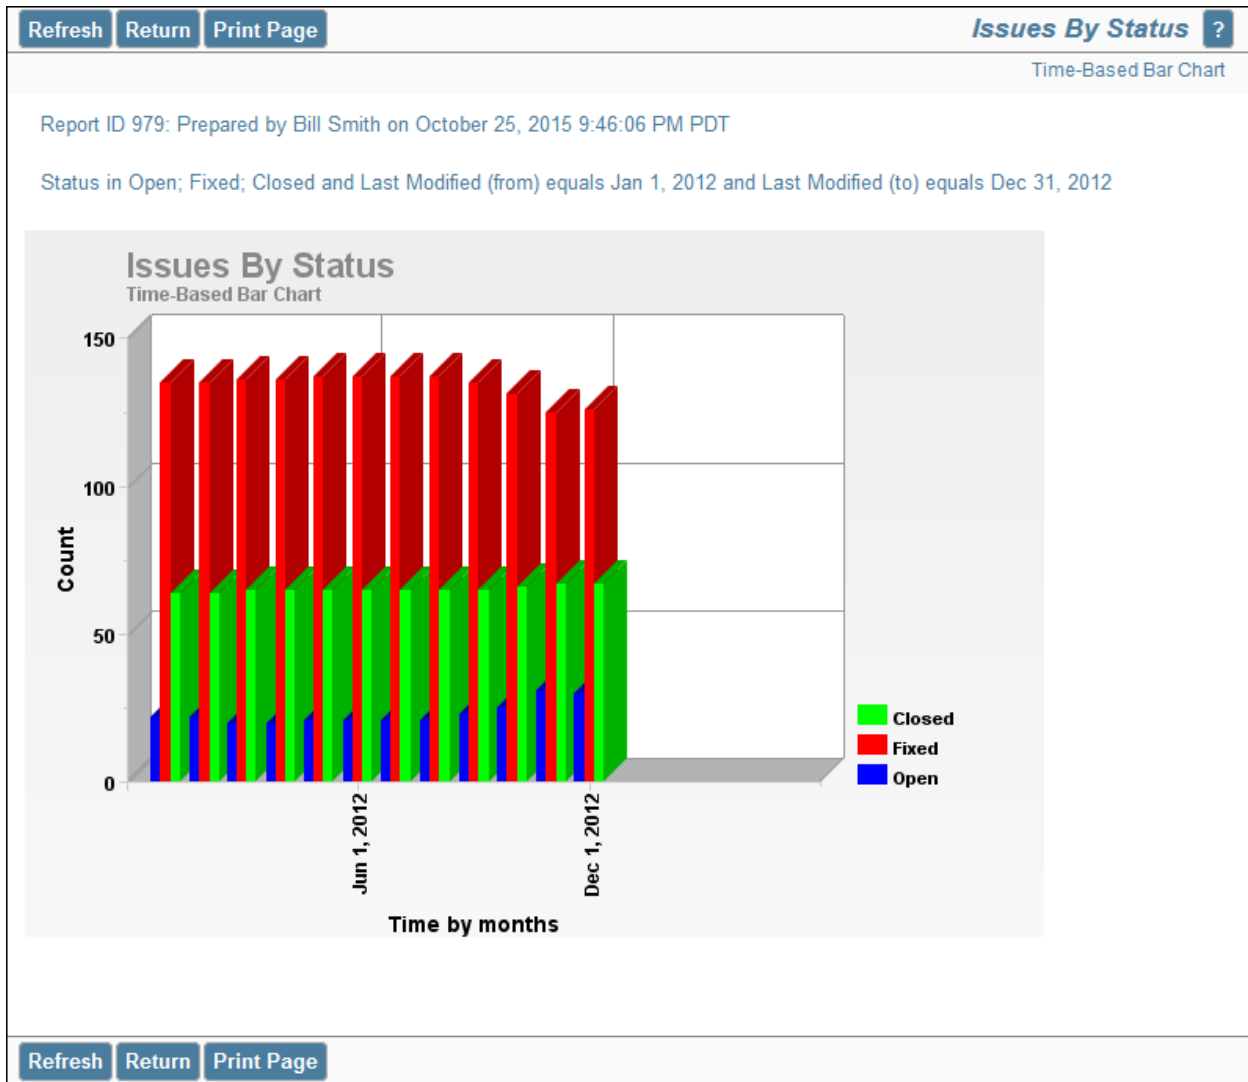 Refresh Return Print Page Issues By Status ?
Time-Based Bar Chart
Report ID 979: Prepared by Bill Smith on October 25, 2015 9:46:06 PM PDT
Status in Open; Fixed; Closed and Last Modified (from) equals Jan 1, 2012 and Last Modified (to) equals Dec 31, 2012
Issues By Status
Time-Based Bar Chart
150
100
50
0
Count
Jun 1, 2012
Dec 1, 2012
Time by months
Closed
Fixed
Open
Refresh Return Print Page